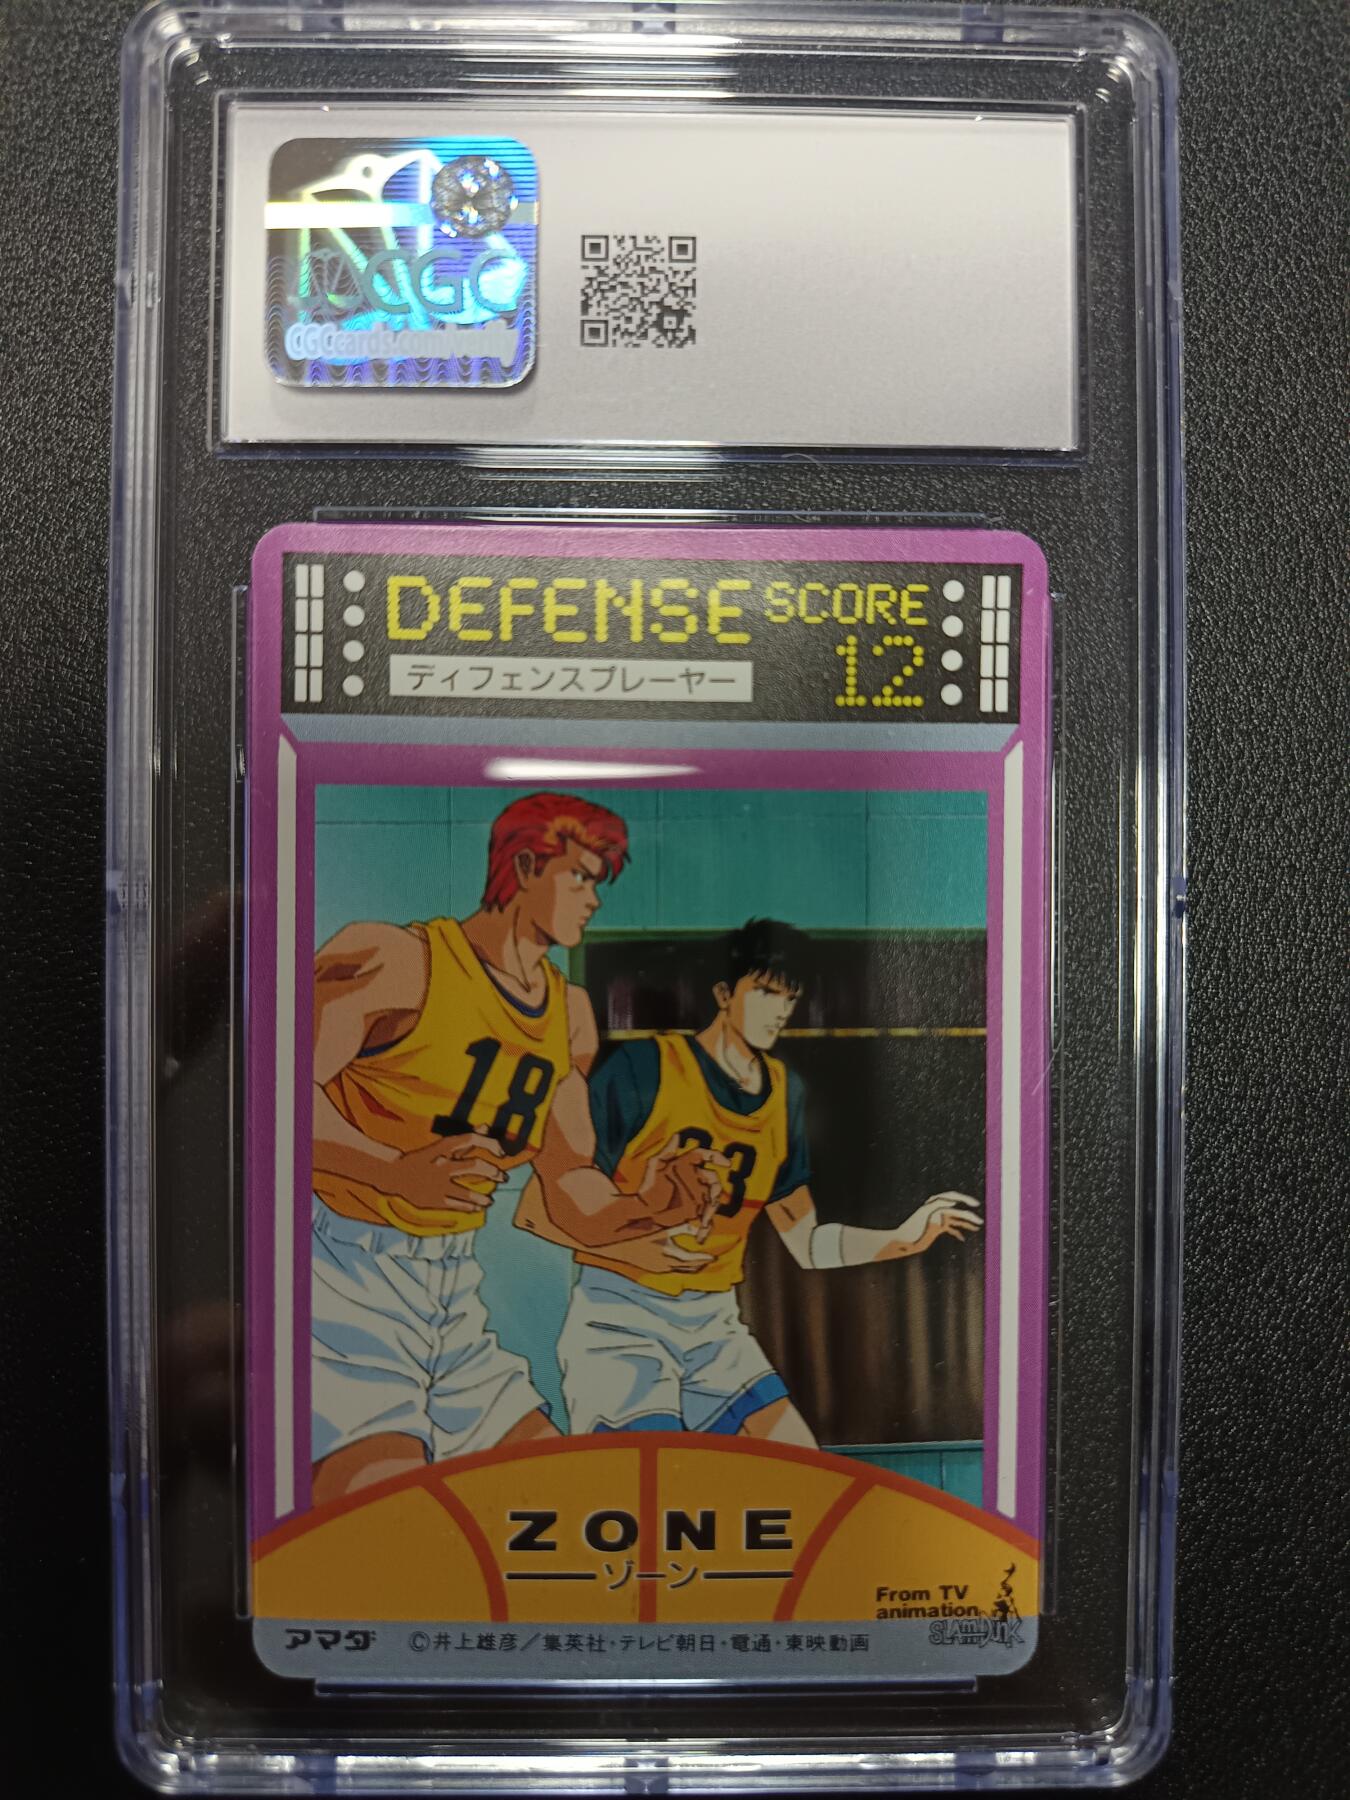 CGC
CGCcards.com/verify
DEFENSE SCORE
ディフェンスプレーヤー 12
18
23
ZONE
ゾーン
From TV
animation
SLAM DUNK
アマダ ©井上雄彦／集英社・テレビ朝日・電通・東映動画